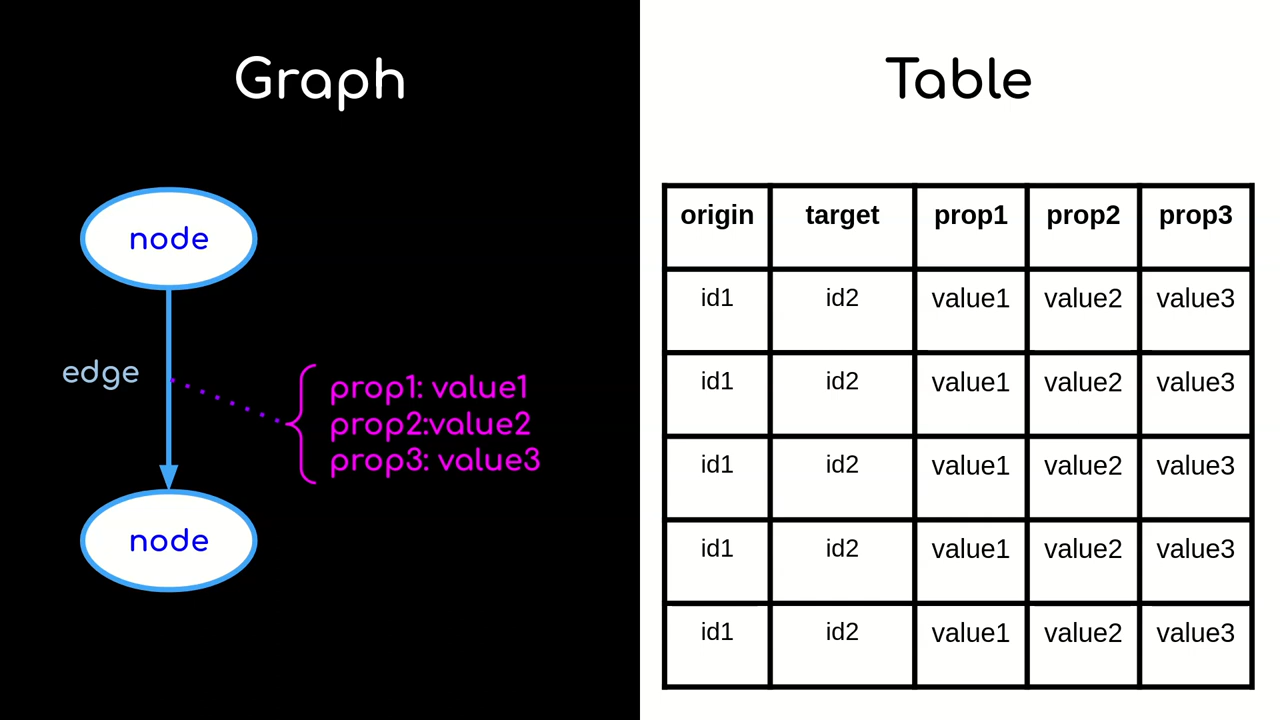 Graph
node
edge
prop1: value1
prop2:value2
prop3: value3
node
Table
origin target prop1 prop2 prop3
id1 id2 value1 value2 value3
id1 id2 value1 value2 value3
id1 id2 value1 value2 value3
id1 id2 value1 value2 value3
id1 id2 value1 value2 value3